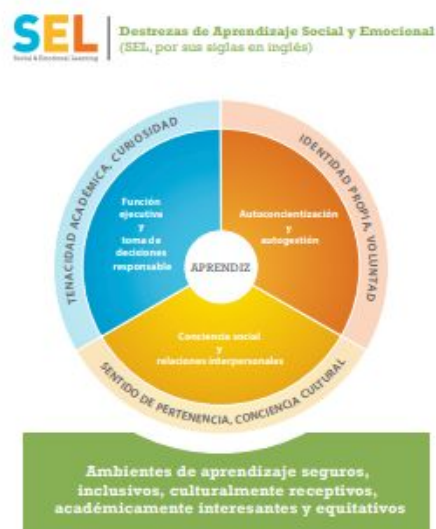 SEL
Social & Emotional Learning
Destrezas de Aprendizaje Social y Emocional
(SEL, por sus siglas en inglés)
TENACIDAD ACADÉMICA, CURIOSIDAD
IDENTIDAD PROPIA, VOLUNTAD
Función
ejecutiva
y
toma de
decisiones
responsable
Autoconcientización
y
autogestión
APRENDIZ
Conciencia social
y
relaciones interpersonales
SENTIDO DE PERTENENCIA, CONCIENCIA CULTURAL
Ambientes de aprendizaje seguros,
inclusivos, culturalmente receptivos,
académicamente interesantes y equitativos